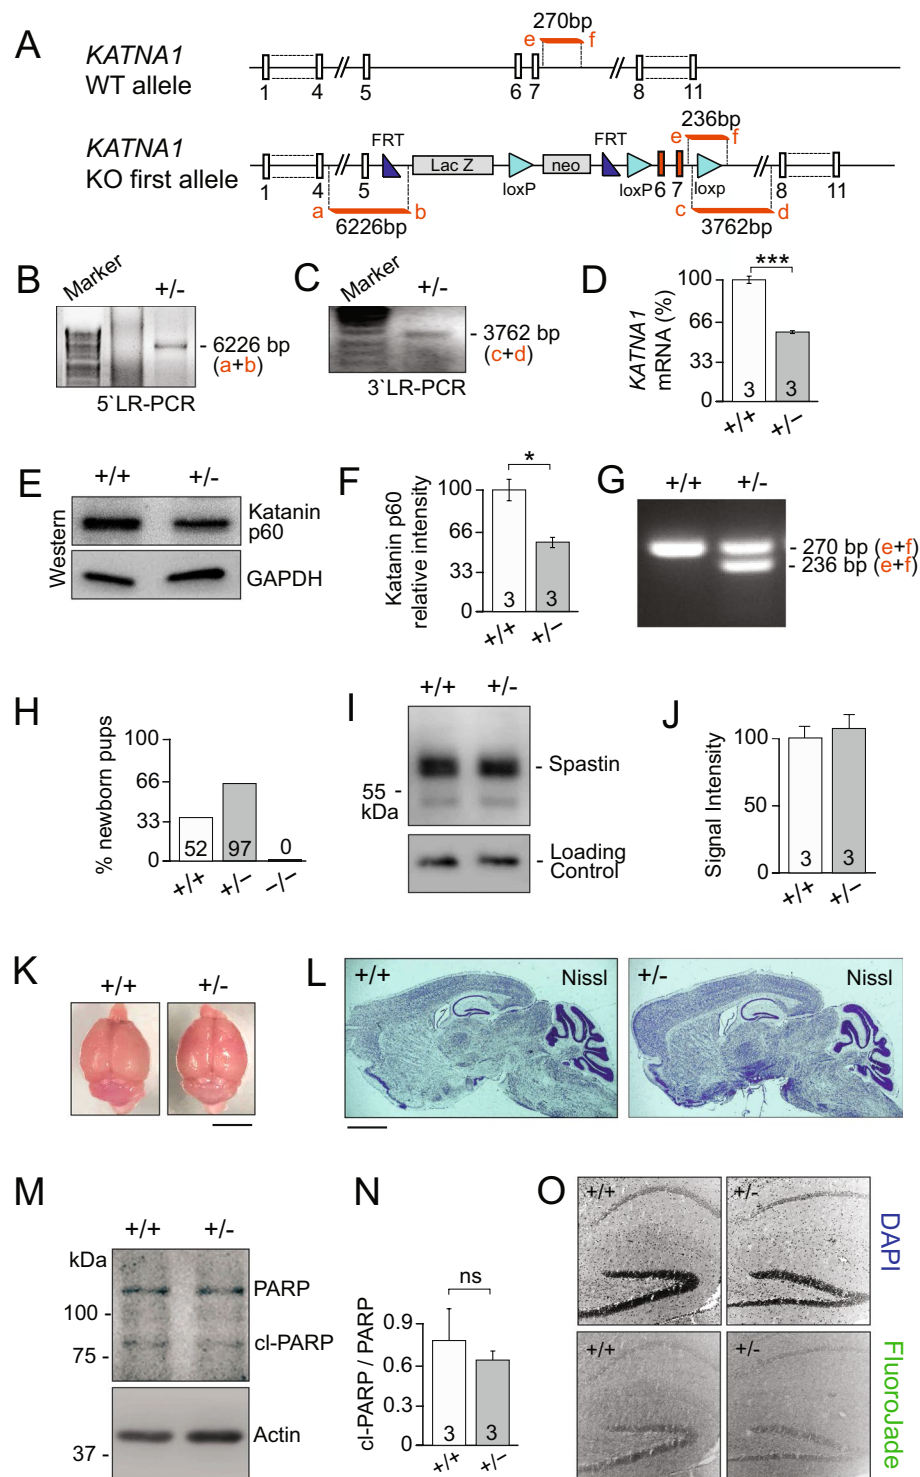 A
KATNA1
WT allele
270bp
e f
1 4 5 6 7 8 11
KATNA1
KO first allele
FRT
Lac Z
loxP
neo
FRT
loxP
236bp
e f
loxp
1 4 5 6 7 8 11
a b
6226bp
c d
3762bp
B
Marker
+/-
- 6226 bp
(a+b)
5`LR-PCR
C
Marker
+/-
- 3762 bp
(c+d)
3`LR-PCR
D
KATNA1
mRNA (%)
100
66
33
0
***
3 3
+/+ +/−
E
Western
+/+ +/-
Katanin
p60
GAPDH
F
Katanin p60
relative intensity
100
66
33
0
*
3 3
+/+ +/−
G
+/+ +/-
- 270 bp (e+f)
- 236 bp (e+f)
H
% newborn pups
100
66
33
0
52 97 0
+/+ +/− −/−
I
+/+ +/-
- Spastin
55 -
kDa
- Loading
Control
J
Signal Intensity
100
50
0
3 3
+/+ +/−
K
+/+ +/-
L
+/+ Nissl
+/- Nissl
M
+/+ +/-
kDa
PARP
100 -
cl-PARP
75 -
Actin
37 -
N
cl-PARP / PARP
0.9
0.6
0.3
0
ns
3 3
+/+ +/−
O
+/+ +/-
DAPI
+/+ +/-
FluoroJade